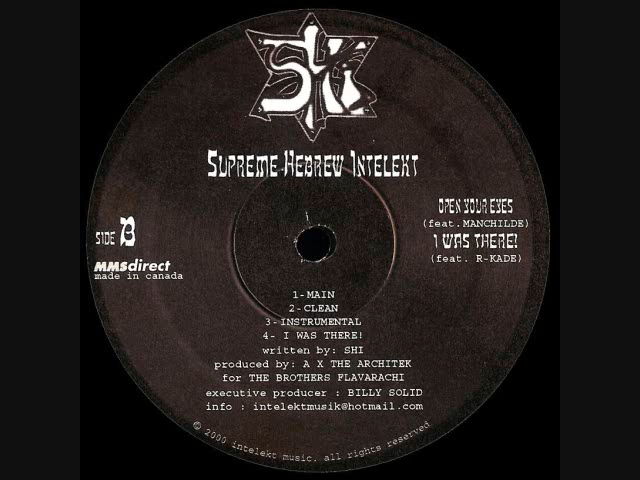 SHI
SUPREME HEBREW INTELEKT
OPEN YOUR EYES
(feat. MANCHILDE)
I WAS THERE!
(feat. R-KADE)
SIDE B
MMSdirect
made in canada
1-MAIN
2-CLEAN
3-INSTRUMENTAL
4- I WAS THERE!
written by: SHI
produced by: A X THE ARCHITEK
for THE BROTHERS FLAVARACHI
executive producer : BILLY SOLID
info : intelektmusik@hotmail.com
© 2000 intelekt music. all rights reserved